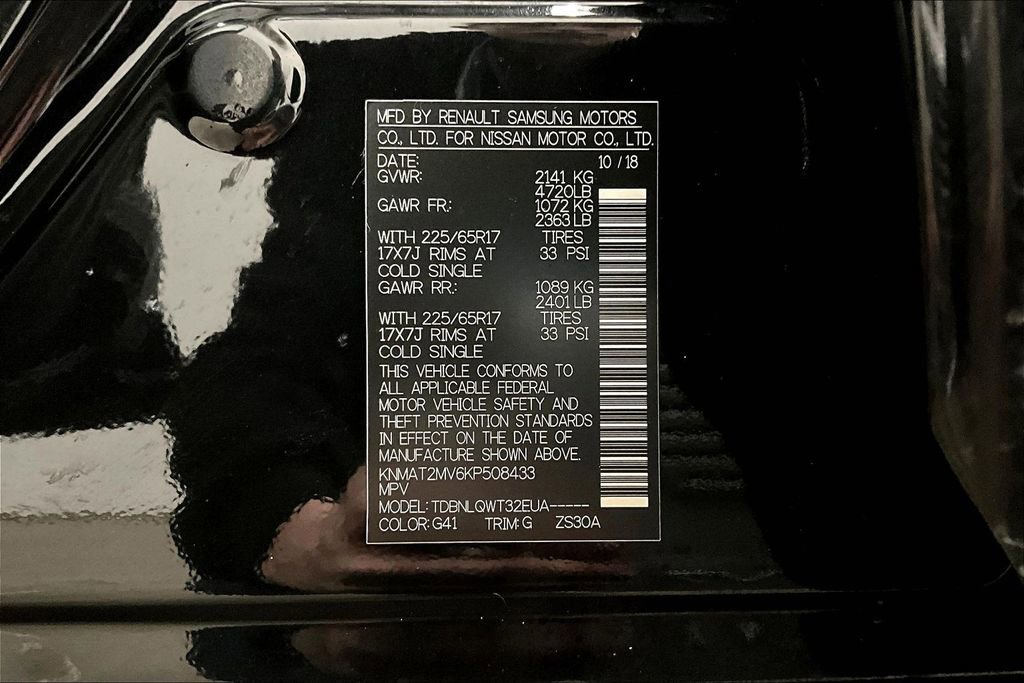 MFD BY RENAULT SAMSUNG MOTORS
CO., LTD. FOR NISSAN MOTOR CO., LTD.
DATE: 10 / 18
GVWR: 2141 KG
4720LB
GAWR FR.: 1072 KG
2363 LB
WITH 225/65R17 TIRES
17X7J RIMS AT 33 PSI
COLD SINGLE
GAWR RR.: 1089 KG
2401 LB
WITH 225/65R17 TIRES
17X7J RIMS AT 33 PSI
COLD SINGLE
THIS VEHICLE CONFORMS TO
ALL APPLICABLE FEDERAL
MOTOR VEHICLE SAFETY AND
THEFT PREVENTION STANDARDS
IN EFFECT ON THE DATE OF
MANUFACTURE SHOWN ABOVE.
KNMAT2MV6KP508433
MPV
MODEL: TDBNLQWT32EUA-----
COLOR: G41 TRIM: G ZS30A